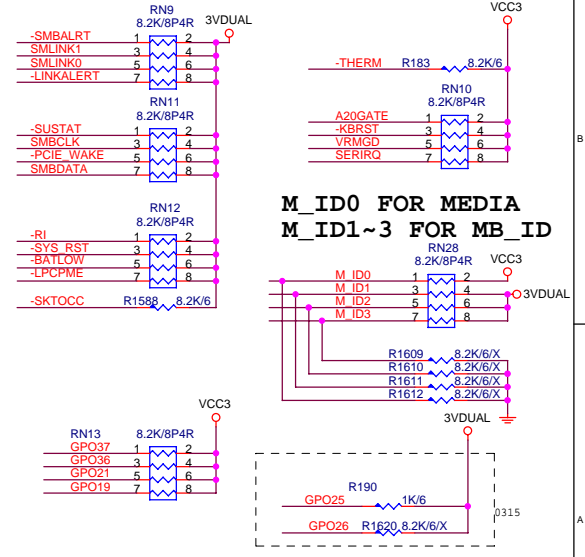 RN9
8.2K/8P4R
3VDUAL
-SMBALRT 1 2
SMLINK1 3 4
SMLINK0 5 6
-LINKALERT 7 8
RN11
8.2K/8P4R
-SUSTAT 1 2
SMBCLK 3 4
-PCIE_WAKE 5 6
SMBDATA 7 8
RN12
8.2K/8P4R
-RI 1 2
-SYS_RST 3 4
-BATLOW 5 6
-LPCPME 7 8
-SKTOCC R1588 8.2K/6
VCC3
RN13 8.2K/8P4R
GPO37 1 2
GPO36 3 4
GPO21 5 6
GPO19 7 8
VCC3
-THERM R183 8.2K/6
RN10
8.2K/8P4R
A20GATE 1 2
-KBRST 3 4
VRMGD 5 6
SERIRQ 7 8
M_ID0 FOR MEDIA
M_ID1~3 FOR MB_ID
RN28
8.2K/8P4R
VCC3
M_ID0 1 2
M_ID1 3 4 3VDUAL
M_ID2 5 6
M_ID3 7 8
R1609 8.2K/6/X
R1610 8.2K/6/X
R1611 8.2K/6/X
R1612 8.2K/6/X
3VDUAL
R190
GPO25 1K/6
0315
GPO26 R1620 8.2K/6/X
B
A